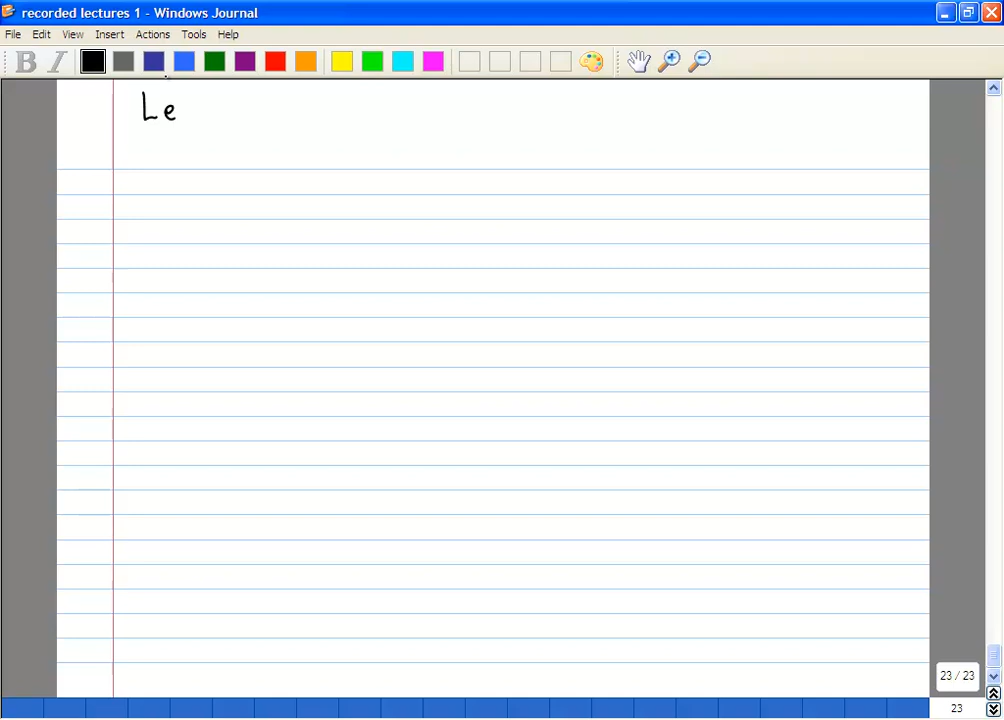 recorded lectures 1 - Windows Journal
File Edit View Insert Actions Tools Help
B I
Le
23 / 23
23